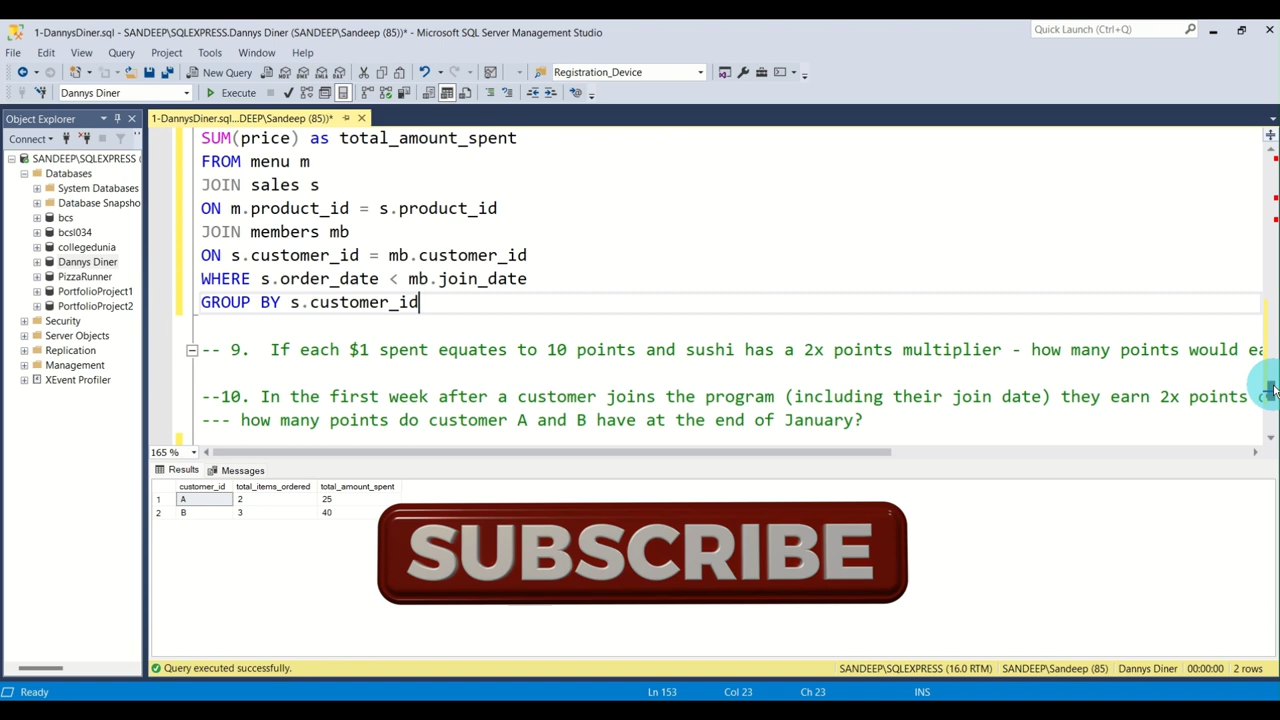 1-DannysDiner.sql - SANDEEP\SQLEXPRESS.Dannys Diner (SANDEEP\Sandeep (85))* - Microsoft SQL Server Management Studio
Quick Launch (Ctrl+Q)
File Edit View Query Project Tools Window Help
New Query
Registration_Device
Dannys Diner
Execute
Object Explorer
1-DannysDiner.sql...DEEP\Sandeep (85))*
Connect
SANDEEP\SQLEXPRESS (
Databases
System Databases
Database Snapsho
bcs
bcsl034
collegedunia
Dannys Diner
PizzaRunner
PortfolioProject1
PortfolioProject2
Security
Server Objects
Replication
Management
XEvent Profiler
SUM(price) as total_amount_spent
FROM menu m
JOIN sales s
ON m.product_id = s.product_id
JOIN members mb
ON s.customer_id = mb.customer_id
WHERE s.order_date < mb.join_date
GROUP BY s.customer_id
-- 9. If each $1 spent equates to 10 points and sushi has a 2x points multiplier - how many points would ea
--10. In the first week after a customer joins the program (including their join date) they earn 2x points
--- how many points do customer A and B have at the end of January?
165 %
Results Messages
customer_id total_items_ordered total_amount_spent
1 A 2 25
2 B 3 40
SUBSCRIBE
Query executed successfully.
SANDEEP\SQLEXPRESS (16.0 RTM) SANDEEP\Sandeep (85) Dannys Diner 00:00:00 2 rows
Ready
Ln 153 Col 23 Ch 23 INS